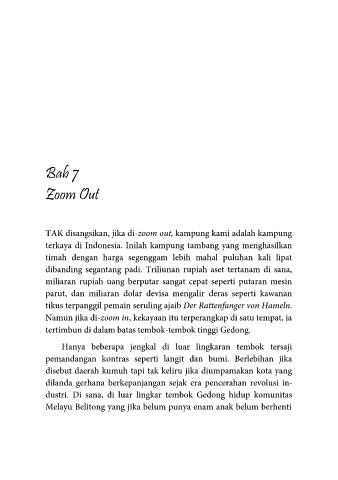 Bab 7
Zoom Out
TAK disangsikan, jika di-zoom out, kampung kami adalah kampung
terkaya di Indonesia. Inilah kampung tambang yang menghasilkan
timah dengan harga segenggam lebih mahal puluhan kali lipat
dibanding segantang padi. Triliunan rupiah aset tertanam di sana,
miliaran rupiah uang berputar sangat cepat seperti putaran mesin
parut, dan miliaran dolar devisa mengalir deras seperti kawanan
tikus terpanggil pemain seruling ajaib Der Rattenfanger von Hameln.
Namun jika di-zoom in, kekayaan itu terperangkap di satu tempat, ia
tertimbun di dalam batas tembok-tembok tinggi Gedong.
Hanya beberapa jengkal di luar lingkaran tembok tersaji
pemandangan kontras seperti langit dan bumi. Berlebihan jika
disebut daerah kumuh tapi tak keliru jika diumpamakan kota yang
dilanda gerhana berkepanjangan sejak era pencerahan revolusi in-
dustri. Di sana, di luar lingkar tembok Gedong hidup komunitas
Melayu Belitong yang jika belum punya enam anak belum berhenti